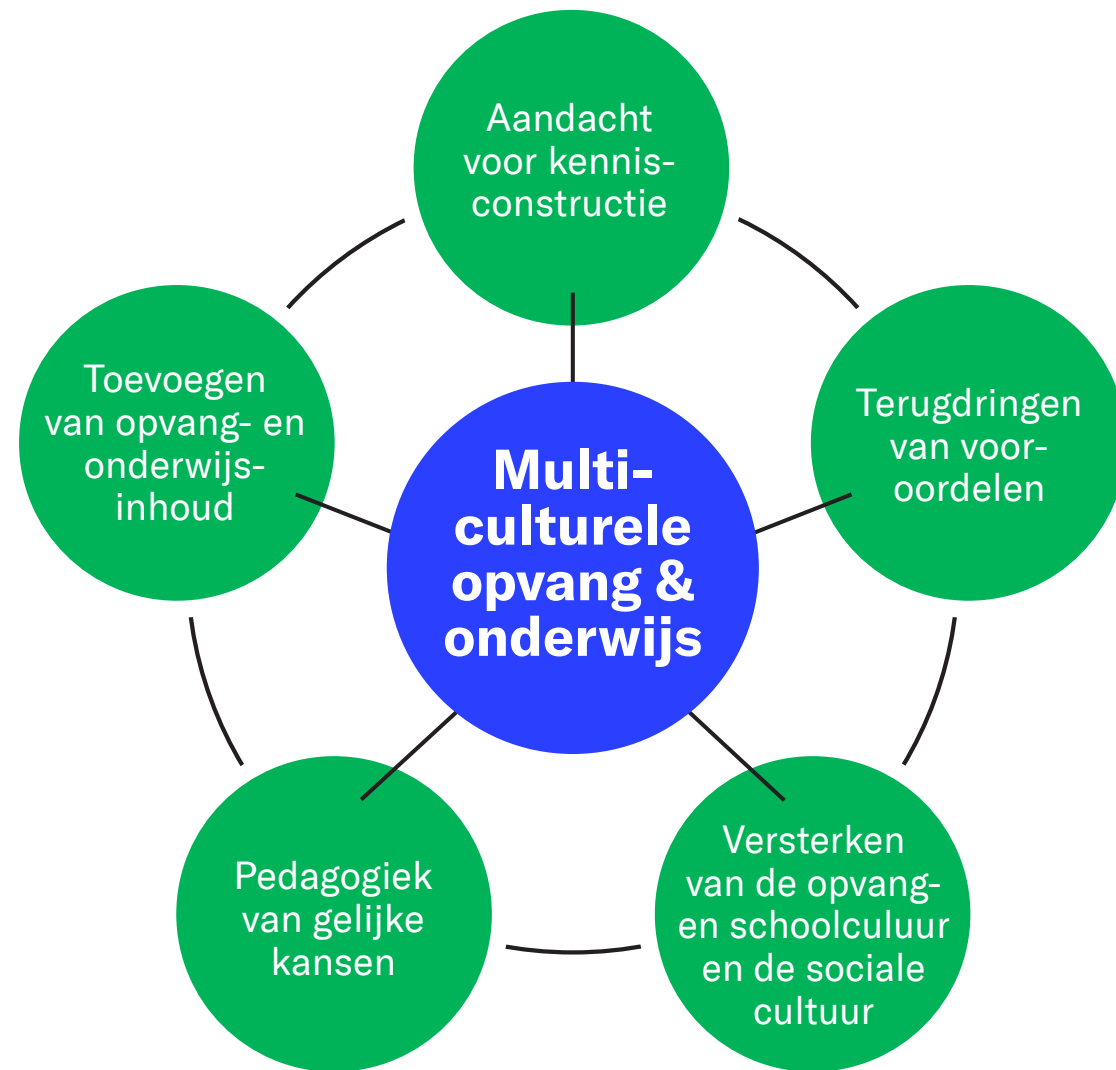 Aandacht
voor kennis-
constructie
Toevoegen
van opvang- en
onderwijs-
inhoud
Terugdringen
van voor-
oordelen
Multi-
culturele
opvang &
onderwijs
Pedagogiek
van gelijke
kansen
Versterken
van de opvang-
en schoolculuur
en de sociale
cultuur